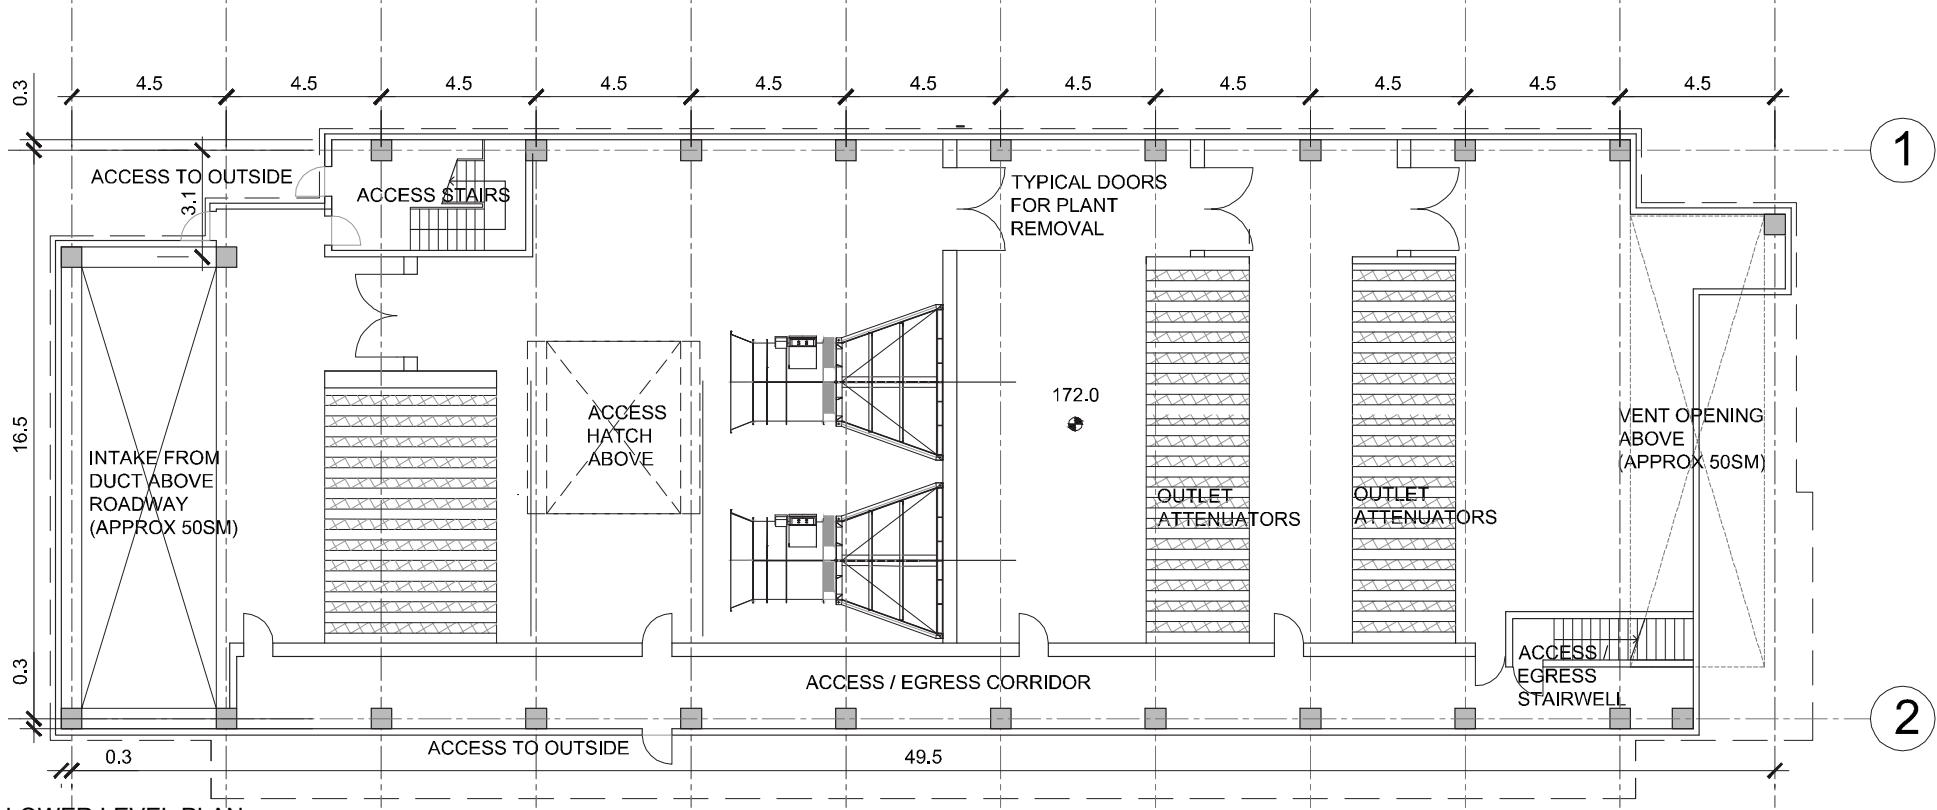 4.5
4.5
4.5
4.5
4.5
4.5
4.5
4.5
4.5
4.5
4.5
0.3
1
ACCESS TO OUTSIDE
3.1
ACCESS STAIRS
TYPICAL DOORS
FOR PLANT
REMOVAL
172.0
ACCESS
HATCH
ABOVE
VENT OPENING
ABOVE
(APPROX 50SM)
16.5
INTAKE FROM
DUCT ABOVE
ROADWAY
(APPROX 50SM)
OUTLET
ATTENUATORS
OUTLET
ATTENUATORS
0.3
ACCESS / EGRESS CORRIDOR
ACCESS /
EGRESS
STAIRWELL
2
ACCESS TO OUTSIDE
0.3
49.5
LOWER LEVEL PLAN